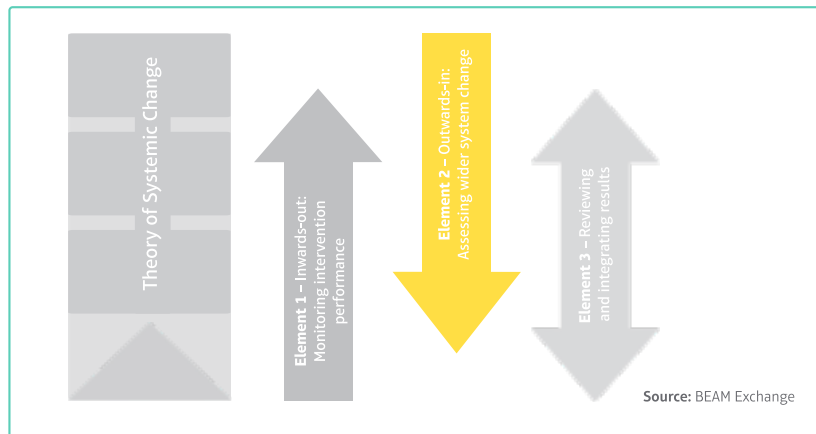 Theory of Systemic Change
Element 1 – Inwards-out:
Monitoring intervention
performance
Element 2 – Outwards-in:
Assessing wider system change
Element 3 – Reviewing
and integrating results
Source: BEAM Exchange